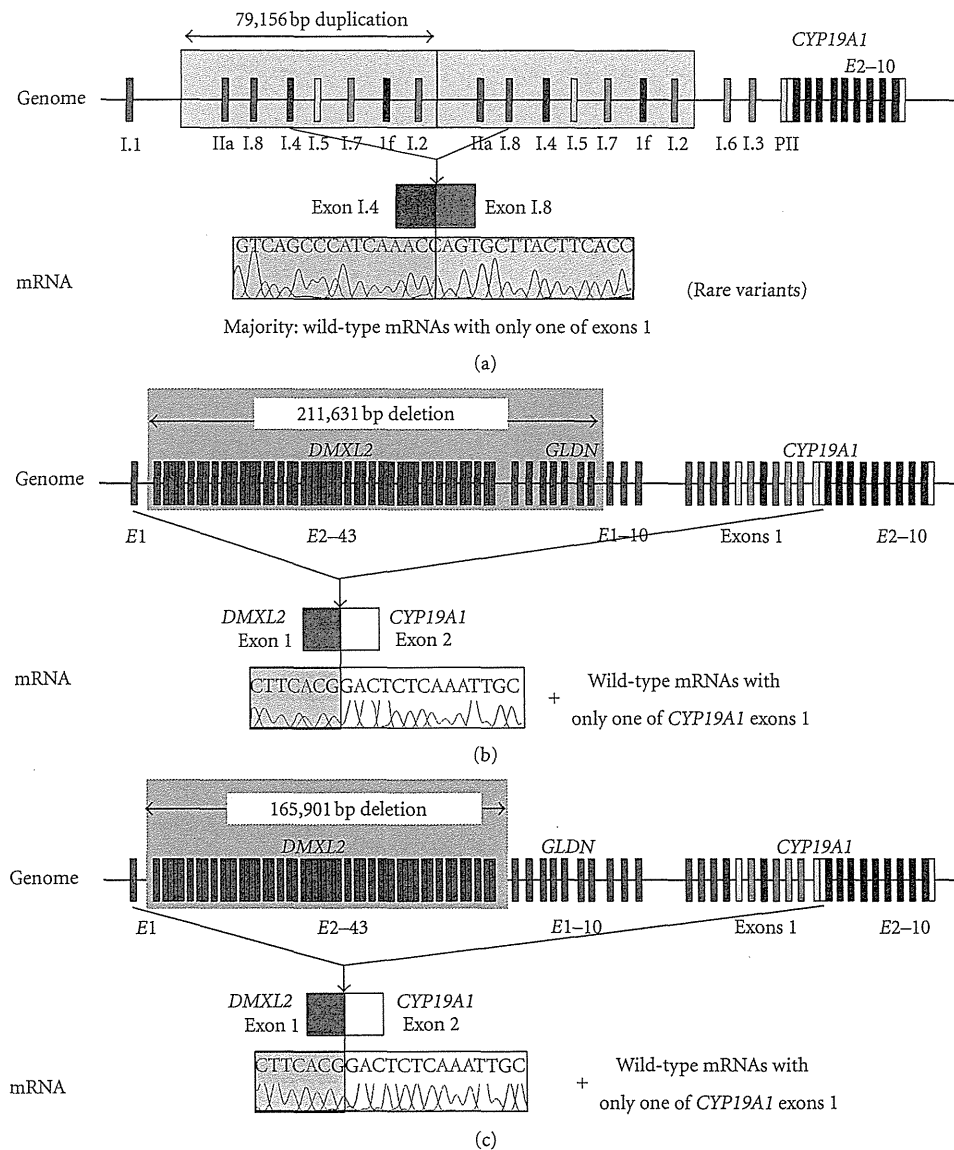 79,156 bp duplication
CYP19A1
E2–10
Genome
I.1
IIa I.8 I.4 I.5 I.7 1f I.2 IIa I.8 I.4 I.5 I.7 1f I.2 I.6 I.3 PII
Exon I.4 Exon I.8
GTCAGCCCATCAAACCAGTGCTTACTTCACC
mRNA
(Rare variants)
Majority: wild-type mRNAs with only one of exons 1
(a)
211,631 bp deletion
DMXL2 GLDN CYP19A1
Genome
E1 E2–43 E1–10 Exons 1 E2–10
DMXL2 CYP19A1
Exon 1 Exon 2
mRNA
CTTCACGGACTCTCAAATTGC
+ Wild-type mRNAs with
only one of CYP19A1 exons 1
(b)
165,901 bp deletion
DMXL2 GLDN CYP19A1
Genome
E1 E2–43 E1–10 Exons 1 E2–10
DMXL2 CYP19A1
Exon 1 Exon 2
CTTCACGGACTCTCAAATTGC
mRNA
+ Wild-type mRNAs with
only one of CYP19A1 exons 1
(c)